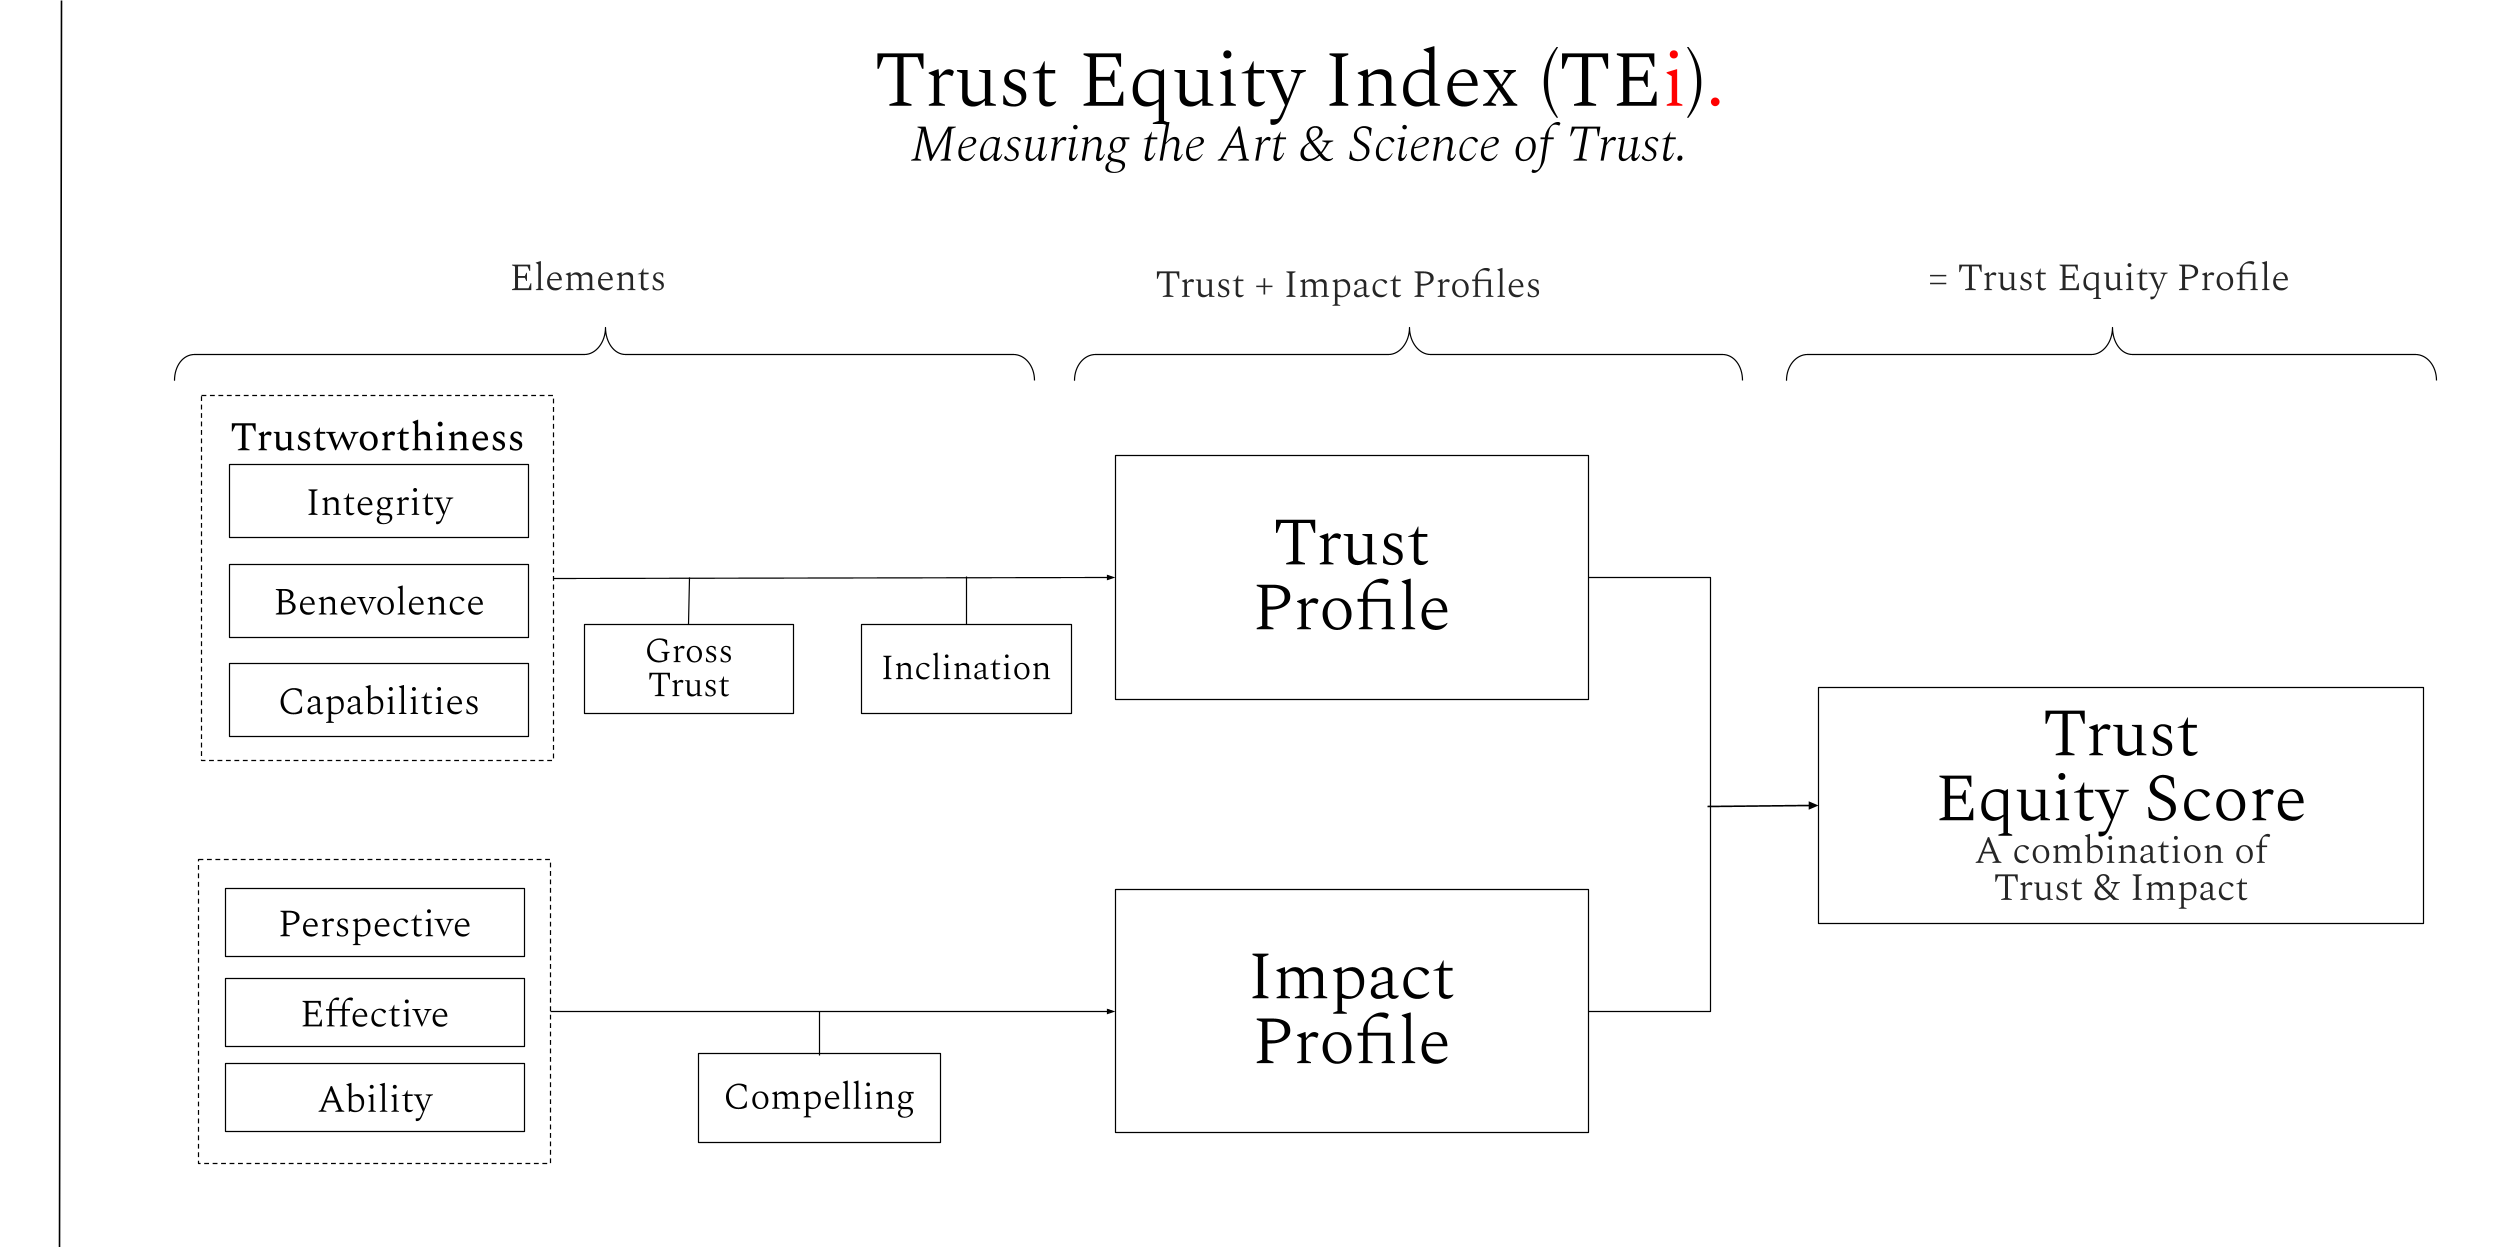 Trust Equity Index (TEi).
Measuring the Art & Science of Trust.
Elements
Trust + Impact Profiles
= Trust Equity Profile
Trustworthiness
Integrity
Benevolence
Capabilities
Gross
Trust
Inclination
Trust
Profile
Perspective
Effective
Ability
Compelling
Impact
Profile
Trust
Equity Score
A combination of
Trust & Impact